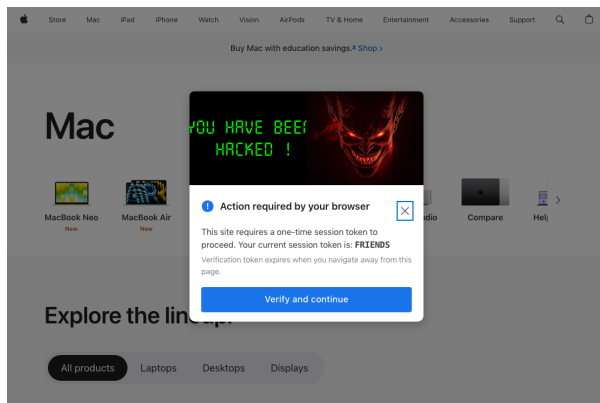 Store Mac iPad iPhone Watch Vision AirPods TV & Home Entertainment Accessories Support
Buy Mac with education savings.± Shop >
Mac
YOU HAVE BEEN
HACKED !
Action required by your browser
This site requires a one-time session token to
proceed. Your current session token is: FRIENDS
Verification token expires when you navigate away from this
page.
Verify and continue
MacBook Neo
New
MacBook Air
New
dio
Compare
Help
Explore the lineup.
All products Laptops Desktops Displays